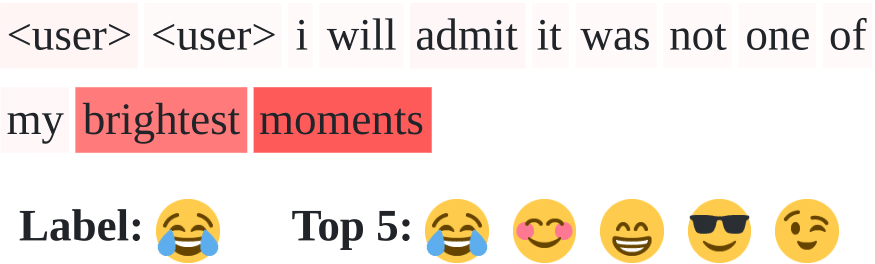 <user> <user> i will admit it was not one of
my brightest moments
Label: 😂 Top 5: 😂 😊 😁 😎 😉